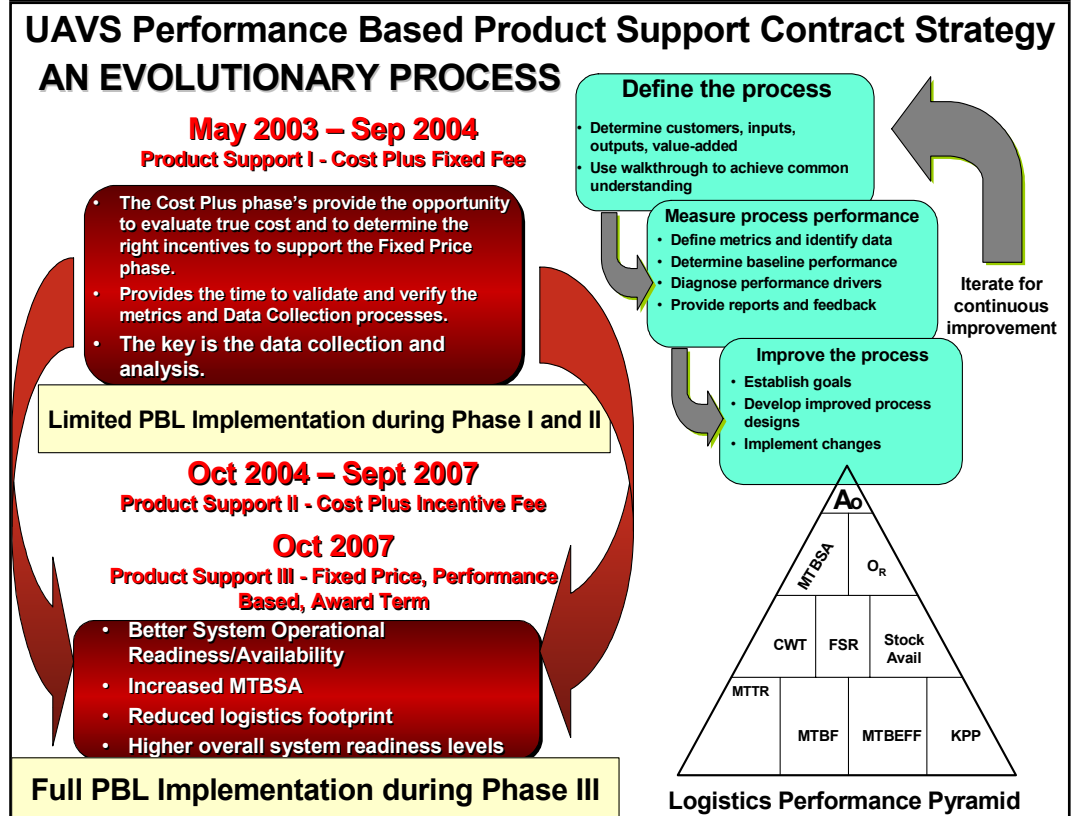 UAVS Performance Based Product Support Contract Strategy
AN EVOLUTIONARY PROCESS
May 2003 – Sep 2004
Product Support I - Cost Plus Fixed Fee
• The Cost Plus phase's provide the opportunity
to evaluate true cost and to determine the
right incentives to support the Fixed Price
phase.
• Provides the time to validate and verify the
metrics and Data Collection processes.
• The key is the data collection and
analysis.
Limited PBL Implementation during Phase I and II
Oct 2004 – Sept 2007
Product Support II - Cost Plus Incentive Fee
Oct 2007
Product Support III - Fixed Price, Performance
Based, Award Term
• Better System Operational
Readiness/Availability
• Increased MTBSA
• Reduced logistics footprint
• Higher overall system readiness levels
Full PBL Implementation during Phase III
Define the process
• Determine customers, inputs,
outputs, value-added
• Use walkthrough to achieve common
understanding
Measure process performance
• Define metrics and identify data
• Determine baseline performance
• Diagnose performance drivers
• Provide reports and feedback
Improve the process
• Establish goals
• Develop improved process
designs
• Implement changes
Iterate for
continuous
improvement
Ao
MTBSA
OR
CWT
FSR
Stock
Avail
MTTR
MTBF
MTBEFF
KPP
Logistics Performance Pyramid